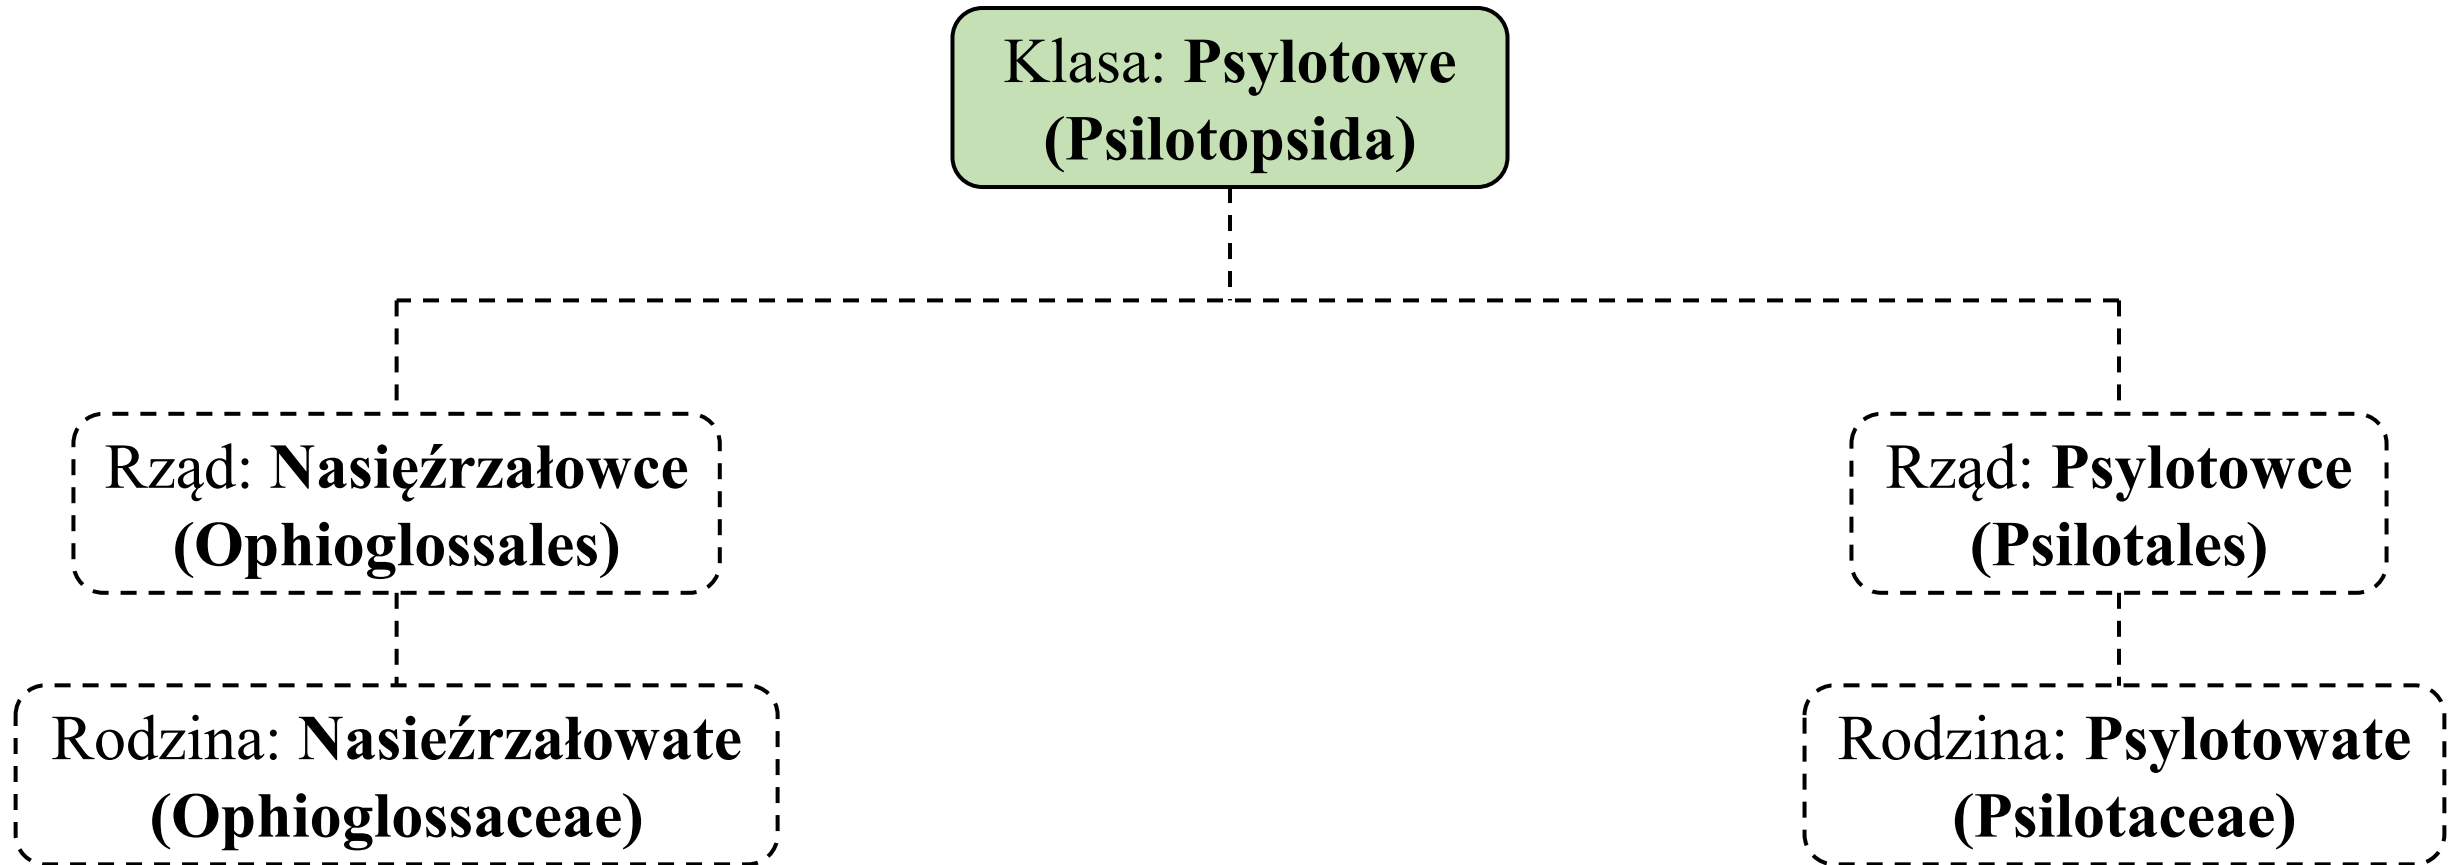 Klasa: Psylotowe
(Psilotopsida)
Rząd: Nasięźrzałowce
(Ophioglossales)
Rząd: Psylotowce
(Psilotales)
Rodzina: Nasieźrzałowate
(Ophioglossaceae)
Rodzina: Psylotowate
(Psilotaceae)